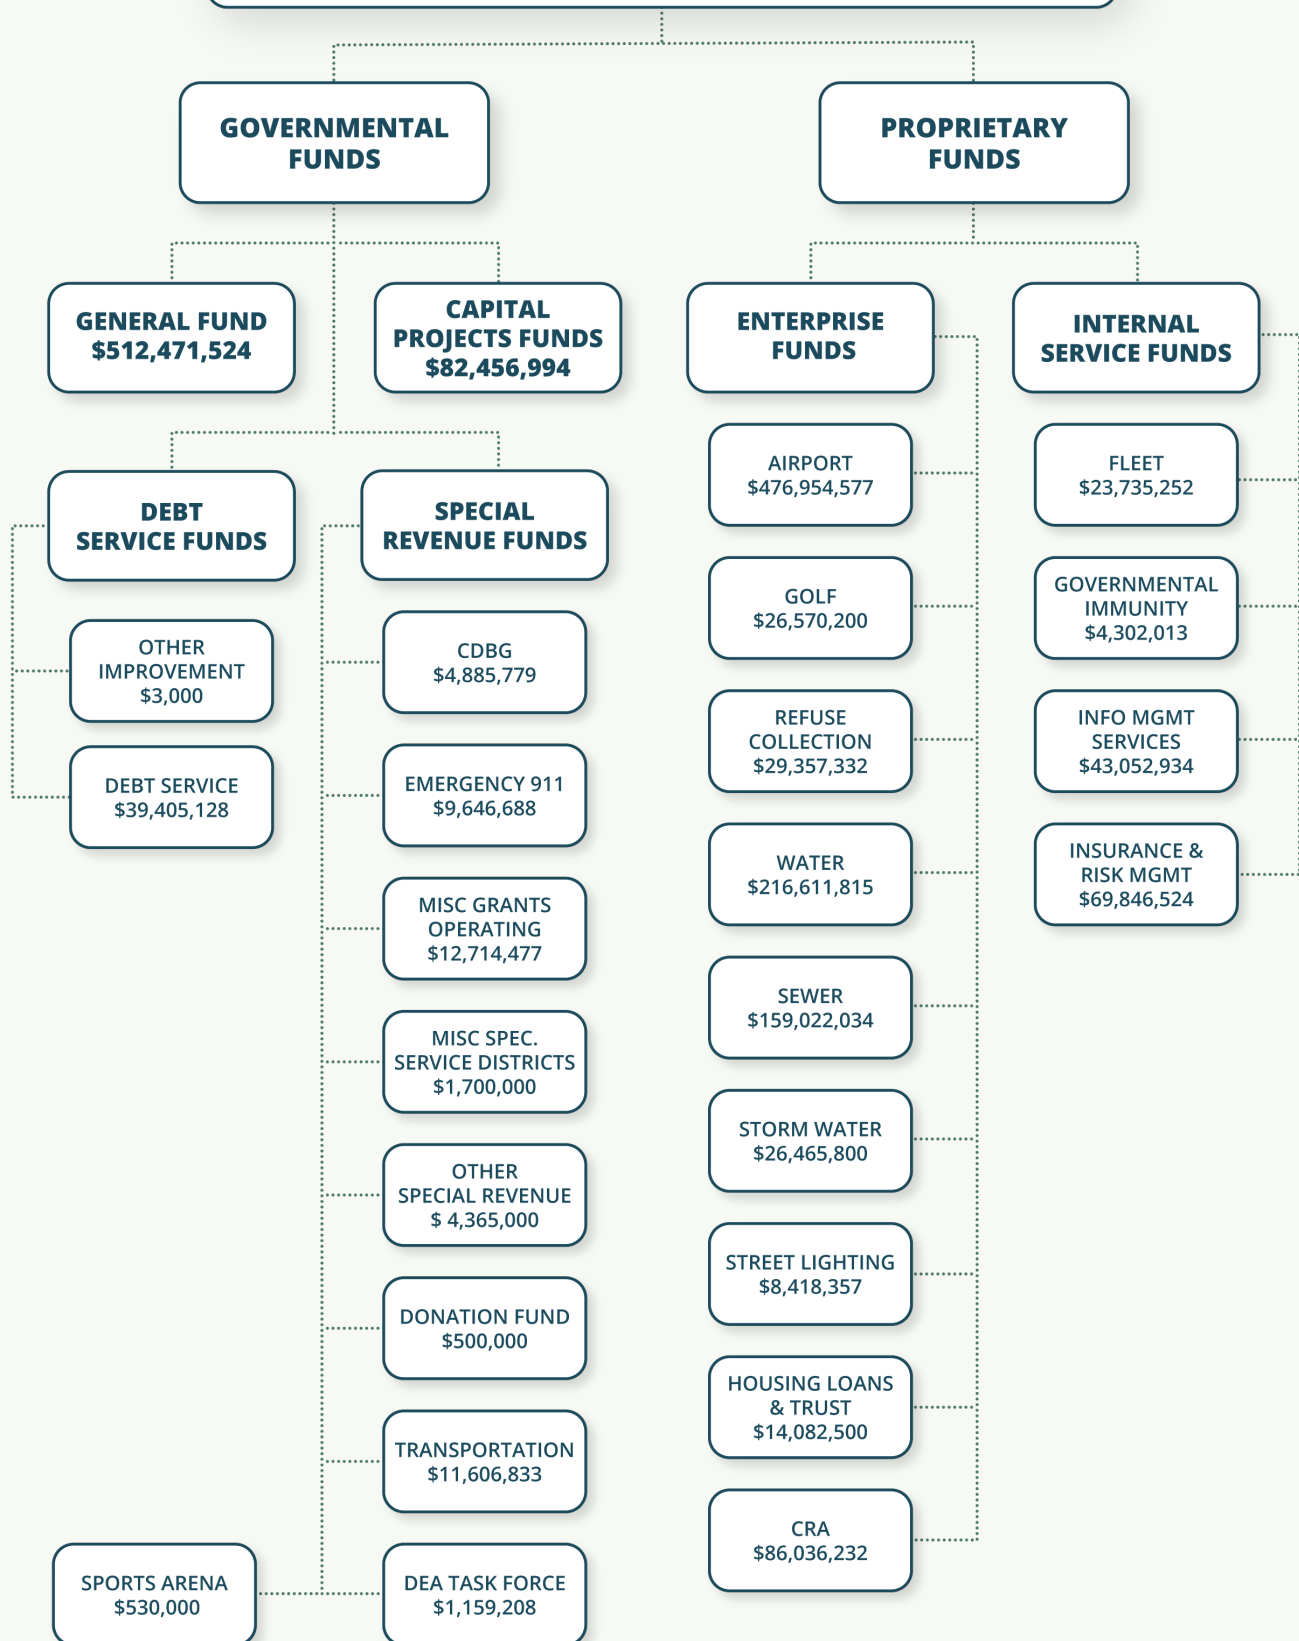 GOVERNMENTAL
FUNDS
PROPRIETARY
FUNDS
GENERAL FUND
$512,471,524
CAPITAL
PROJECTS FUNDS
$82,456,994
ENTERPRISE
FUNDS
INTERNAL
SERVICE FUNDS
DEBT
SERVICE FUNDS
OTHER
IMPROVEMENT
$3,000
DEBT SERVICE
$39,405,128
SPECIAL
REVENUE FUNDS
CDBG
$4,885,779
EMERGENCY 911
$9,646,688
MISC GRANTS
OPERATING
$12,714,477
MISC SPEC.
SERVICE DISTRICTS
$1,700,000
OTHER
SPECIAL REVENUE
$ 4,365,000
DONATION FUND
$500,000
TRANSPORTATION
$11,606,833
SPORTS ARENA
$530,000
DEA TASK FORCE
$1,159,208
AIRPORT
$476,954,577
GOLF
$26,570,200
REFUSE
COLLECTION
$29,357,332
WATER
$216,611,815
SEWER
$159,022,034
STORM WATER
$26,465,800
STREET LIGHTING
$8,418,357
HOUSING LOANS
& TRUST
$14,082,500
CRA
$86,036,232
FLEET
$23,735,252
GOVERNMENTAL
IMMUNITY
$4,302,013
INFO MGMT
SERVICES
$43,052,934
INSURANCE &
RISK MGMT
$69,846,524